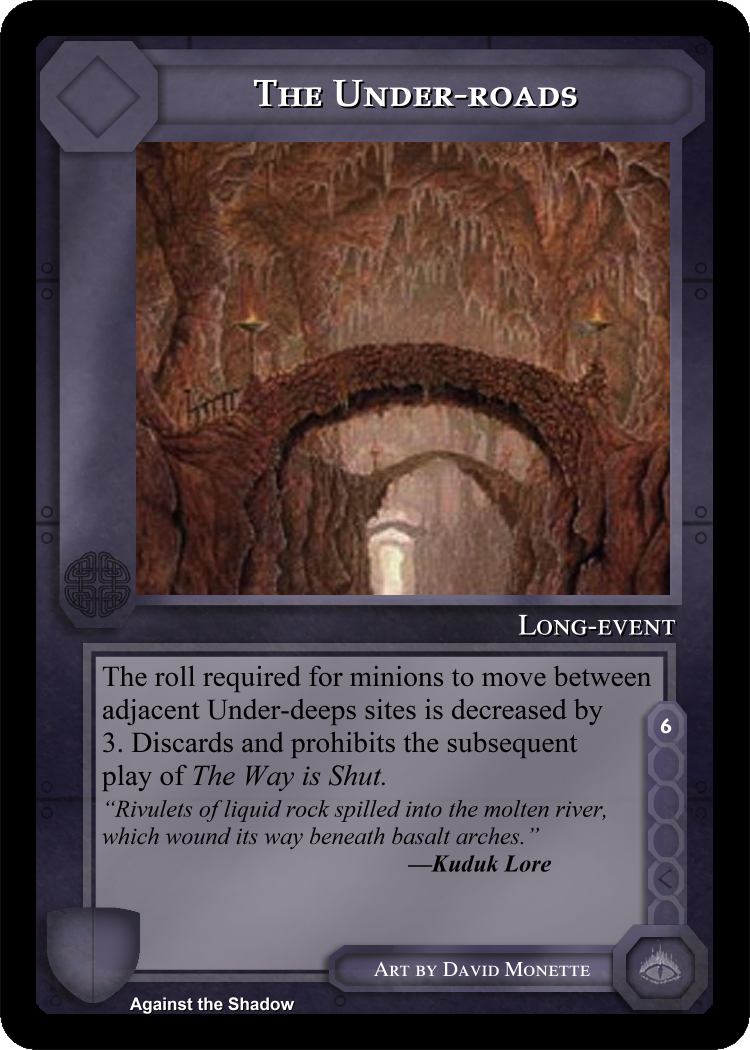 The Under-roads
Long-event
The roll required for minions to move between
adjacent Under-deeps sites is decreased by
3. Discards and prohibits the subsequent
play of The Way is Shut.
6
“Rivulets of liquid rock spilled into the molten river,
which wound its way beneath basalt arches.”
—Kuduk Lore
Art by David Monette
Against the Shadow